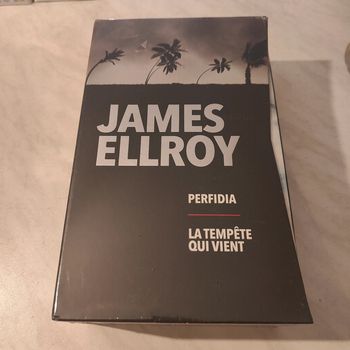 JAMES
ELLROY
PERFIDIA
LA TEMPÊTE
QUI VIENT